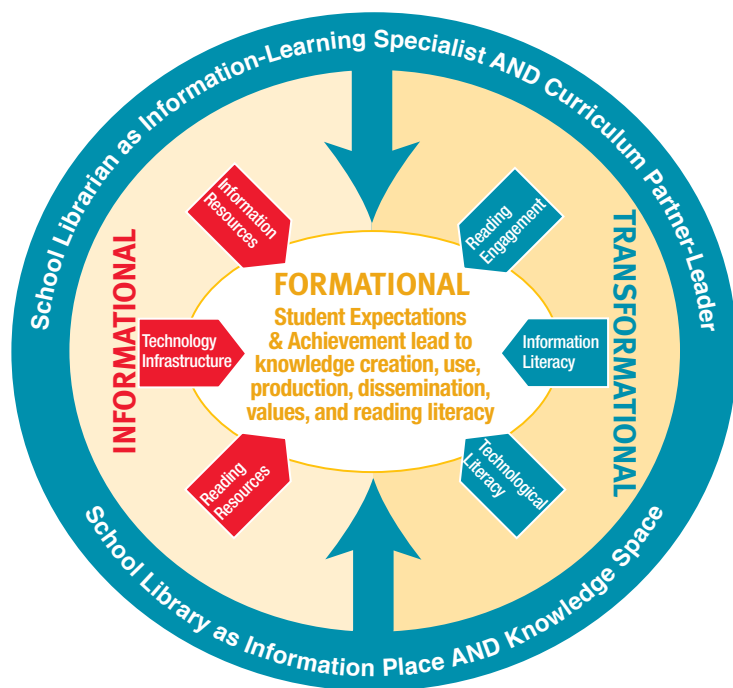 School Librarian as Information-Learning Specialist AND Curriculum Partner-Leader
INFORMATIONAL
Information
Resources
Technology
Infrastructure
Reading
Resources
FORMATIONAL
Student Expectations
& Achievement lead to
knowledge creation, use,
production, dissemination,
values, and reading literacy
Reading
Engagement
Information
Literacy
Technological
Literacy
TRANSFORMATIONAL
School Library as Information Place AND Knowledge Space